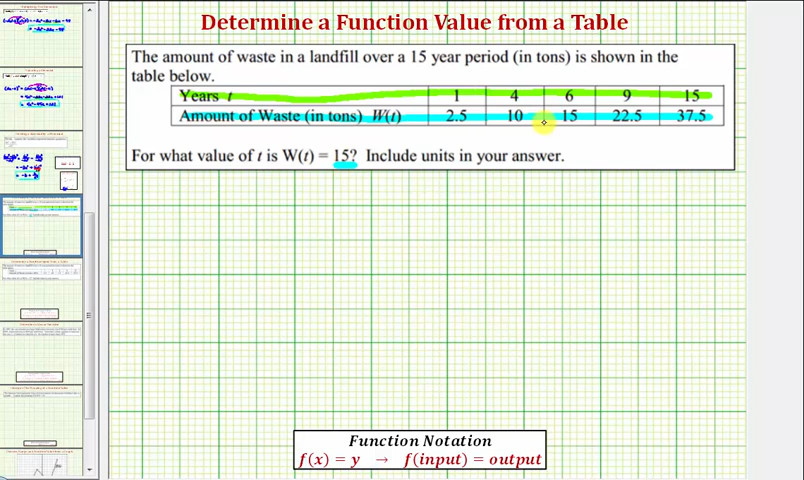 Determine a Function Value from a Table
The amount of waste in a landfill over a 15 year period (in tons) is shown in the
table below.
Years t 1 4 6 9 15
Amount of Waste (in tons) W(t) 2.5 10 15 22.5 37.5
For what value of t is W(t) = 15? Include units in your answer.
Function Notation
f(x) = y → f(input) = output